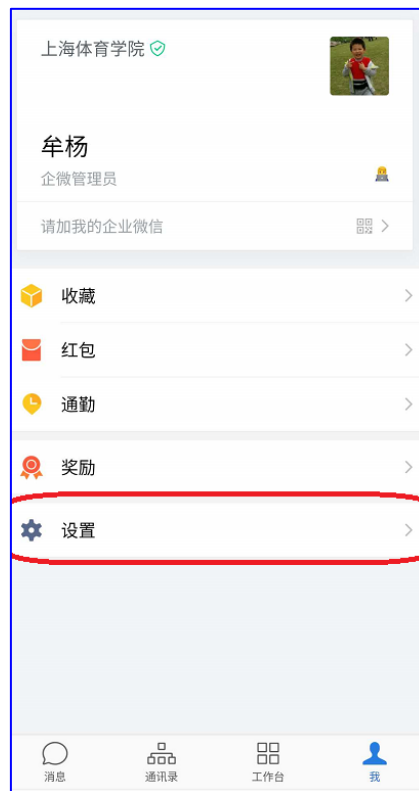 上海体育学院
牟杨
企微管理员
请加我的企业微信
收藏
红包
通勤
奖励
设置
消息 通讯录 工作台 我